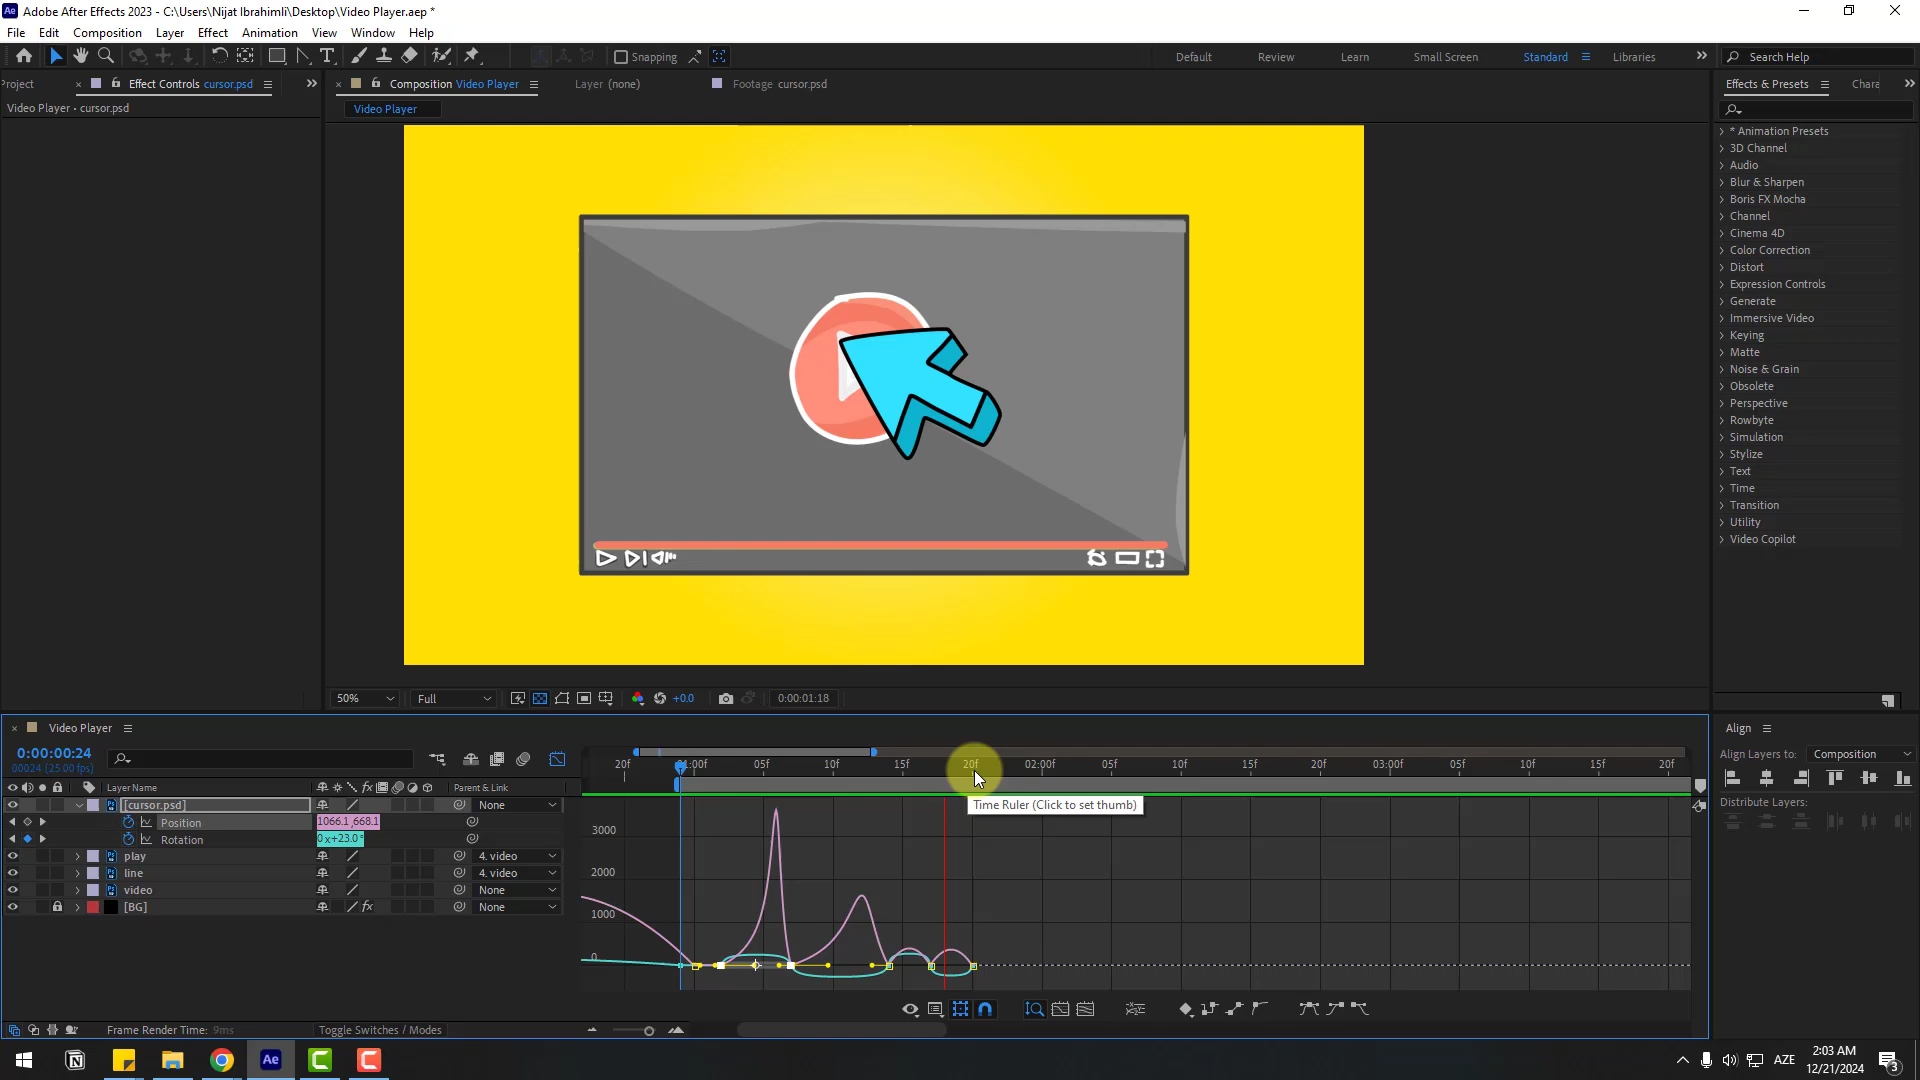 Adobe After Effects 2023 - C:\Users\Nijat Ibrahimli\Desktop\Video Player.aep *
File Edit Composition Layer Effect Animation View Window Help
Snapping
Default Review Learn Small Screen Standard Libraries
Search Help
Project
Effect Controls cursor.psd
Composition Video Player
Layer (none)
Footage cursor.psd
Effects & Presets
Video Player • cursor.psd
Video Player
* Animation Presets
3D Channel
Audio
Blur & Sharpen
Boris FX Mocha
Channel
Cinema 4D
Color Correction
Distort
Expression Controls
Generate
Immersive Video
Keying
Matte
Noise & Grain
Obsolete
Perspective
Rowbyte
Simulation
Stylize
Text
Time
Transition
Utility
Video Copilot
50% Full +0.0 0:00:01:18
Video Player
0:00:00:24
00024 (25.00 fps)
Layer Name
Parent & Link
[cursor.psd] None
Position 1066.1,668.1
Rotation 0x+23.0°
play 4. video
line 4. video
video None
[BG] None
Frame Render Time: 9ms
Toggle Switches / Modes
20f 05f 10f 15f 20f 02:00f 05f 10f 15f 20f 03:00f 05f 10f 15f 20f
Time Ruler (Click to set thumb)
3000
2000
1000
0
Align
Align Layers to: Composition
Distribute Layers:
AZE
2:03 AM
12/21/2024
3